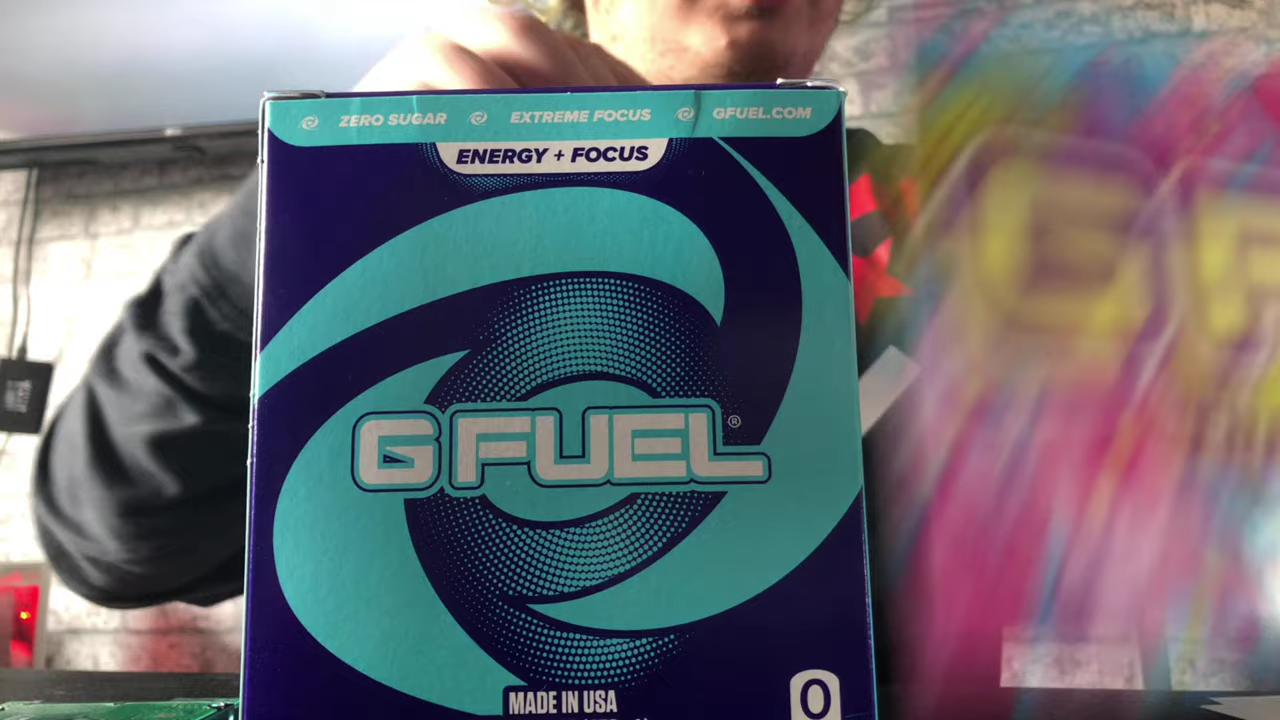 ZERO SUGAR EXTREME FOCUS GFUEL.COM
ENERGY + FOCUS
G FUEL®
MADE IN USA
0